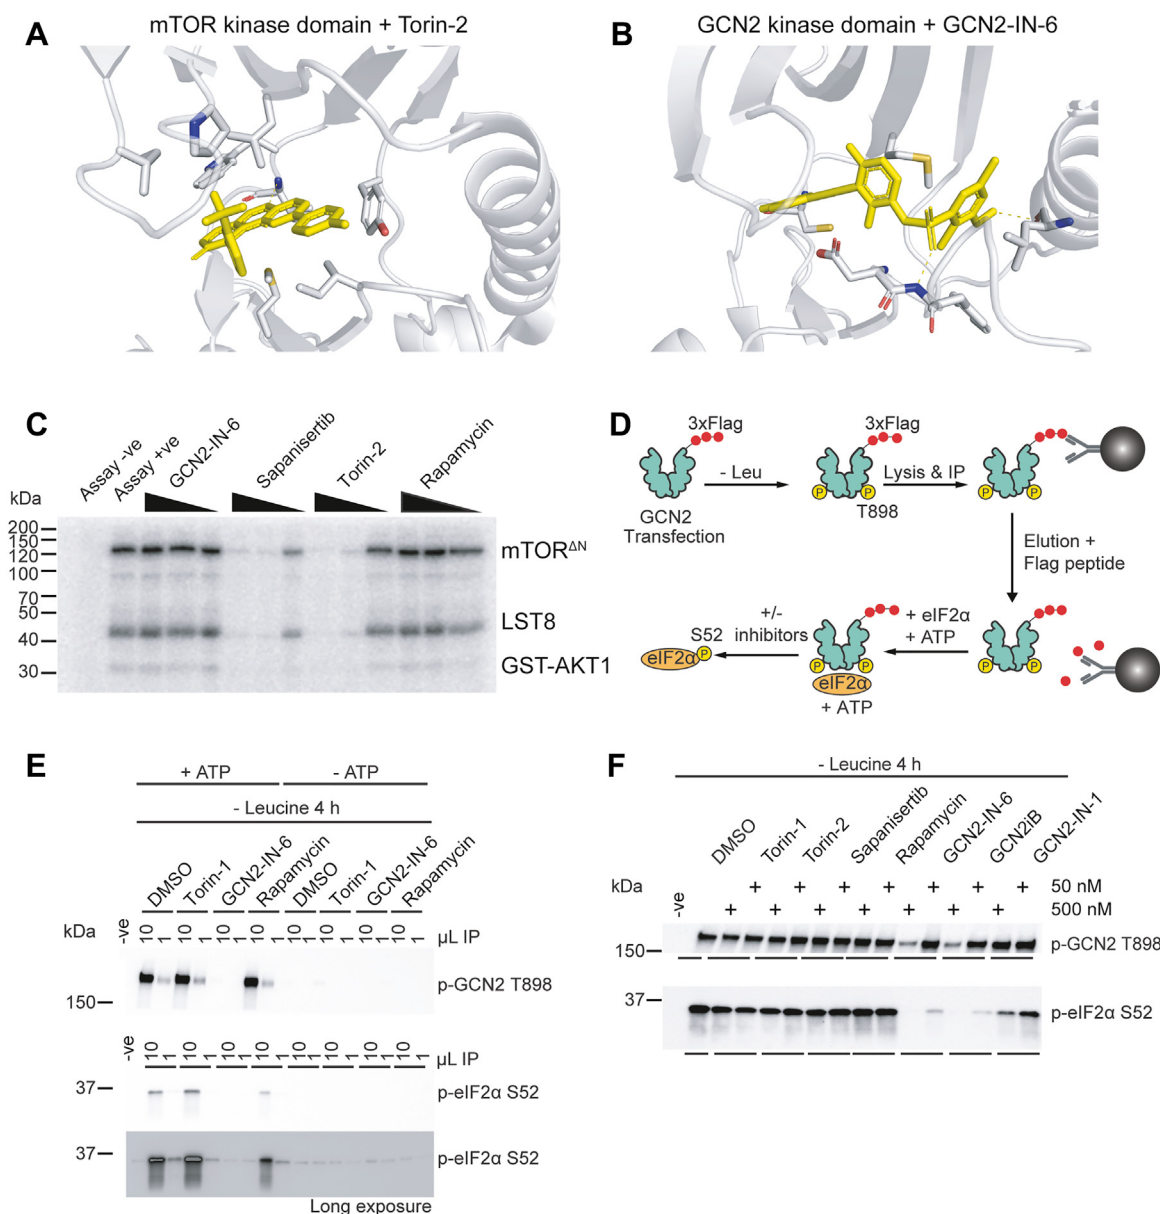 A
mTOR kinase domain + Torin-2
B
GCN2 kinase domain + GCN2-IN-6
C
Assay -ve
Assay +ve
GCN2-IN-6
Sapanisertib
Torin-2
Rapamycin
kDa
200
150
120
100
70
50
40
30
mTORΔN
LST8
GST-AKT1
D
3xFlag
3xFlag
- Leu
Lysis & IP
P
P
T898
P
P
GCN2
Transfection
Elution +
Flag peptide
+/-
inhibitors
+ eIF2α
+ ATP
S52
eIF2α
P
P
P
eIF2α
+ ATP
P
P
E
+ ATP
- ATP
- Leucine 4 h
DMSO
Torin-1
GCN2-IN-6
Rapamycin
DMSO
Torin-1
GCN2-IN-6
Rapamycin
kDa
-ve
10 1 10 1 10 1 10 1 10 1 10 1 10 1 10 1
µL IP
150
p-GCN2 T898
-ve
10 1 10 1 10 1 10 1 10 1 10 1 10 1 10 1
µL IP
37
p-eIF2α S52
37
p-eIF2α S52
Long exposure
F
- Leucine 4 h
DMSO
Torin-1
Torin-2
Sapanisertib
Rapamycin
GCN2-IN-6
GCN2iB
GCN2-IN-1
kDa
-ve
+ + + + + + +
50 nM
+ + + + + + +
500 nM
150
p-GCN2 T898
37
p-eIF2α S52